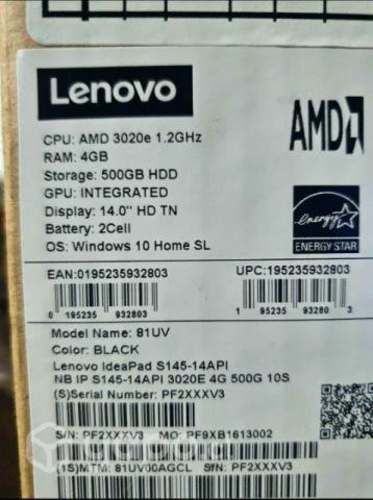 Lenovo
AMD
CPU: AMD 3020e 1.2GHz
RAM: 4GB
Storage: 500GB HDD
GPU: INTEGRATED
Display: 14.0" HD TN
Battery: 2Cell
OS: Windows 10 Home SL
energy
ENERGY STAR
EAN:0195235932803
UPC:195235932803
0 195235 932803
1 95235 93280 3
Model Name: 81UV
Color: BLACK
Lenovo IdeaPad S145-14API
NB IP S145-14API 3020E 4G 500G 10S
(S)Serial Number: PF2XXXV3
S/N: PF2XXXV3 MO: PF9XB1613002
(1S)MTM: 81UV00AGCL S/N: PF2XXXV3